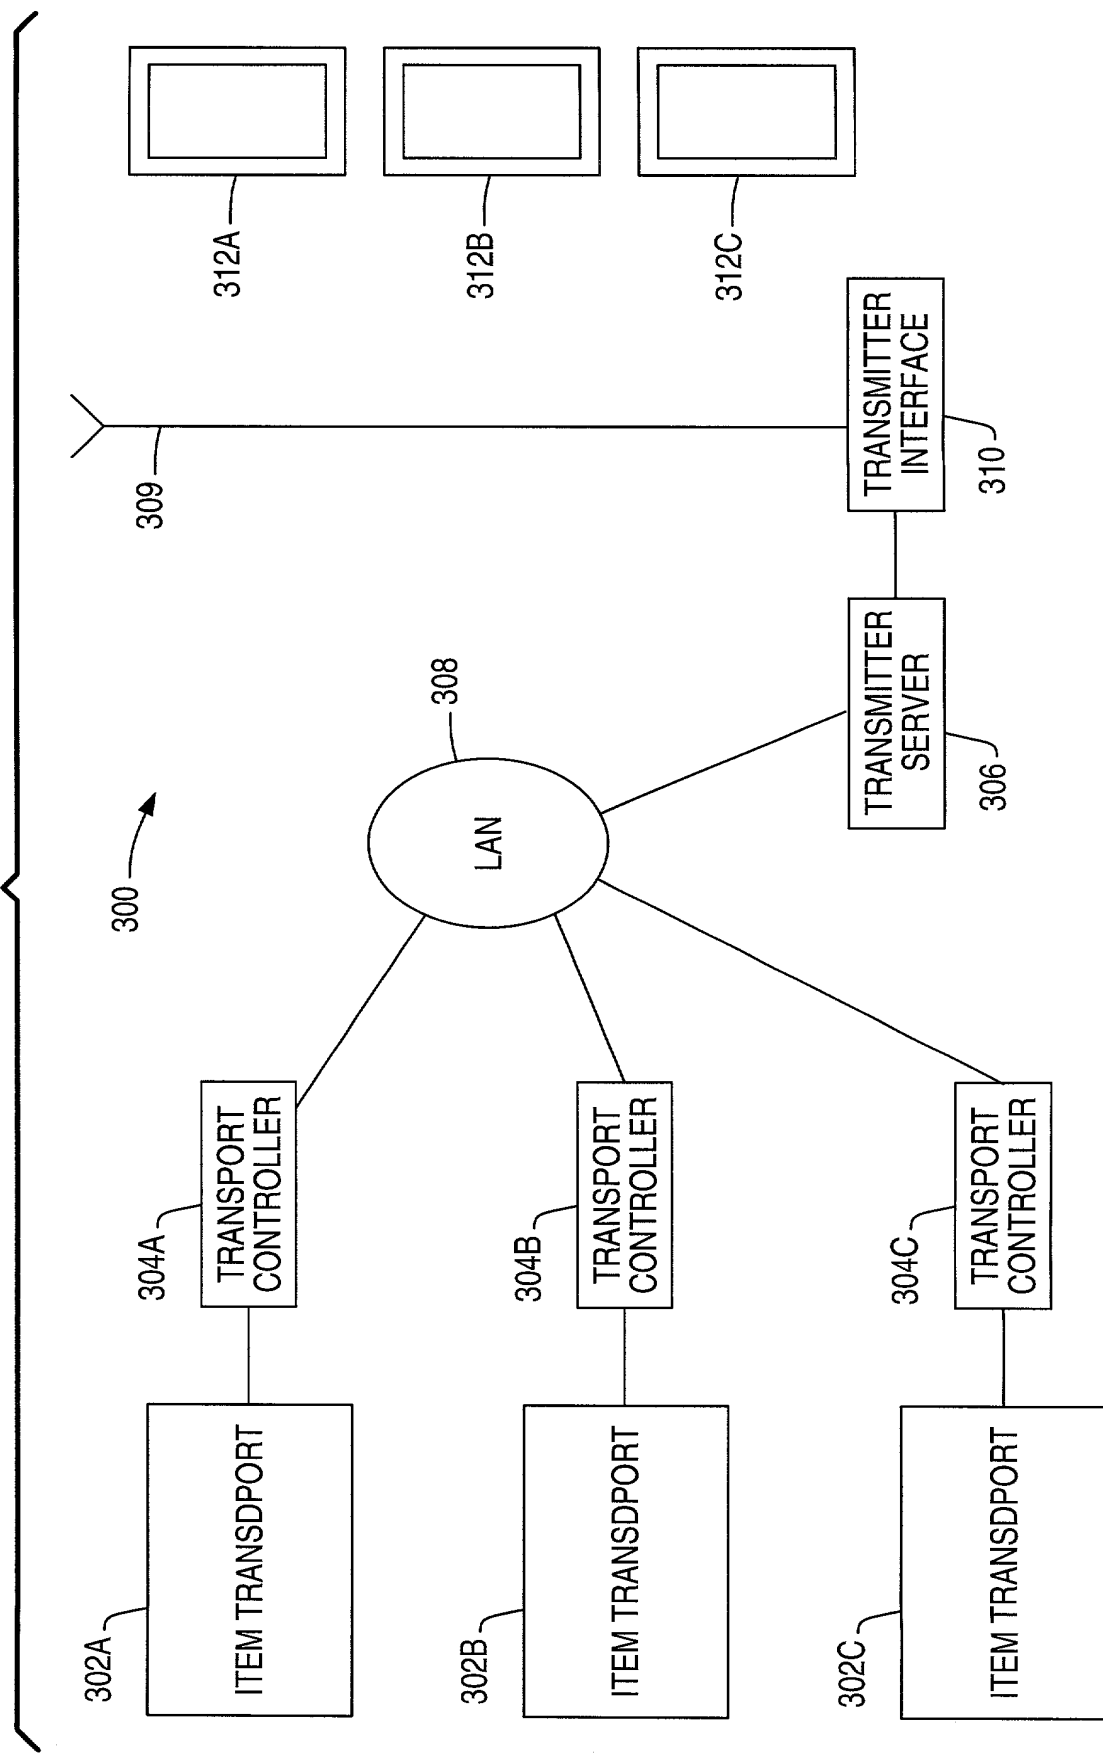 300
302A
ITEM TRANSDPORT
304A
TRANSPORT
CONTROLLER
302B
ITEM TRANSDPORT
304B
TRANSPORT
CONTROLLER
302C
ITEM TRANSDPORT
304C
TRANSPORT
CONTROLLER
LAN
308
TRANSMITTER
SERVER
306
309
TRANSMITTER
INTERFACE
310
312A
312B
312C